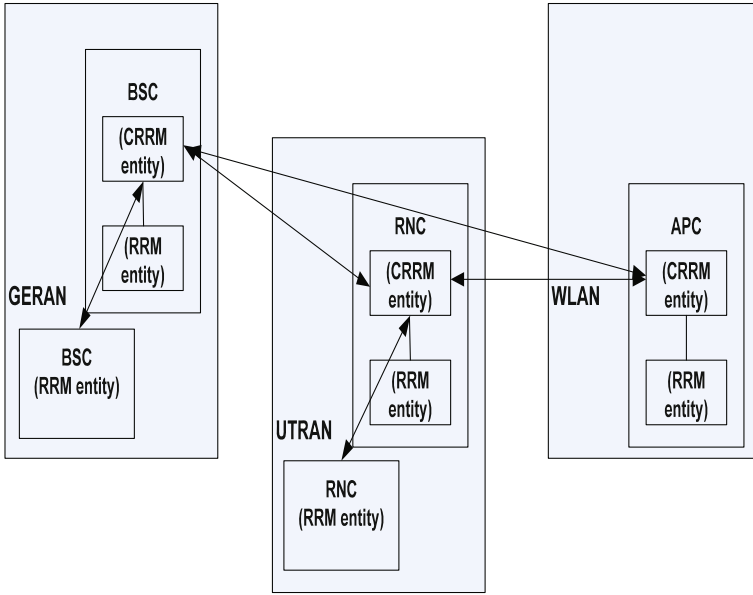 BSC
(CRRM
entity)
(RRM
entity)
GERAN
BSC
(RRM entity)
RNC
(CRRM
entity)
(RRM
entity)
UTRAN
RNC
(RRM entity)
APC
(CRRM
entity)
WLAN
(RRM
entity)